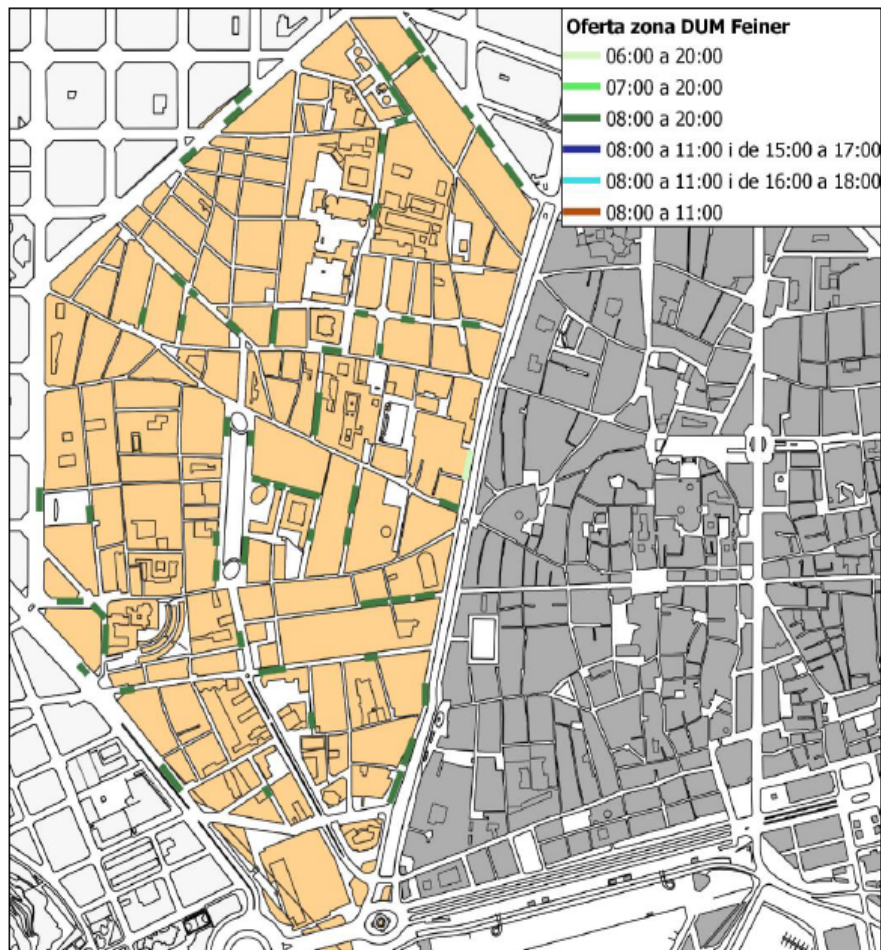 Oferta zona DUM Feiner
06:00 a 20:00
07:00 a 20:00
08:00 a 20:00
08:00 a 11:00 i de 15:00 a 17:00
08:00 a 11:00 i de 16:00 a 18:00
08:00 a 11:00